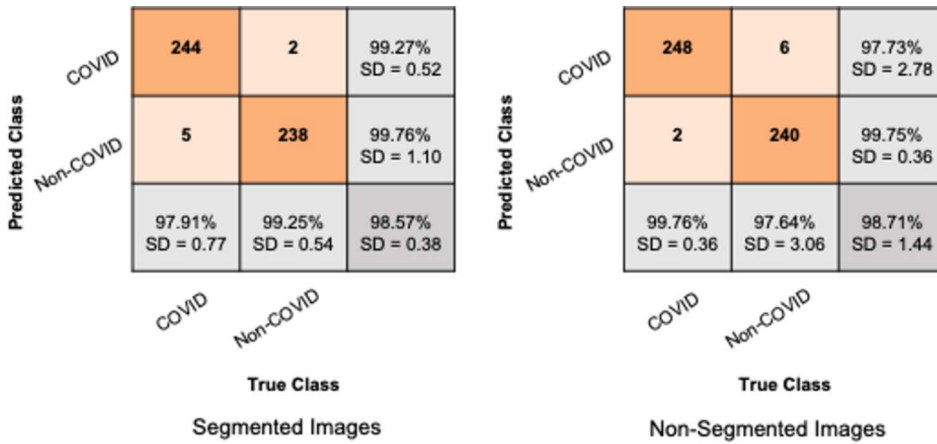 244
2
99.27%
SD = 0.52
COVID
5
238
99.76%
SD = 1.10
Non-COVID
97.91%
SD = 0.77
99.25%
SD = 0.54
98.57%
SD = 0.38
Predicted Class
COVID
Non-COVID
True Class
Segmented Images
248
6
97.73%
SD = 2.78
COVID
2
240
99.75%
SD = 0.36
Non-COVID
99.76%
SD = 0.36
97.64%
SD = 3.06
98.71%
SD = 1.44
Predicted Class
COVID
Non-COVID
True Class
Non-Segmented Images